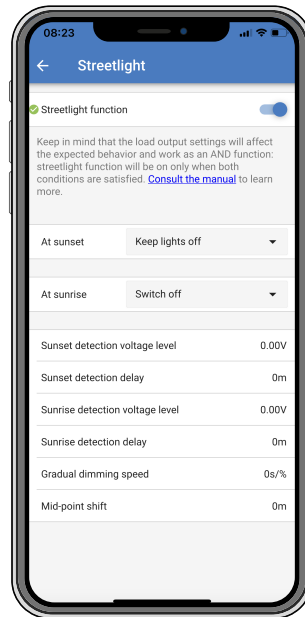 08:23
Streetlight
Streetlight function
Keep in mind that the load output settings will affect
the expected behavior and work as an AND function:
streetlight function will be on only when both
conditions are satisfied. Consult the manual to learn
more.
At sunset Keep lights off
At sunrise Switch off
Sunset detection voltage level 0.00V
Sunset detection delay 0m
Sunrise detection voltage level 0.00V
Sunrise detection delay 0m
Gradual dimming speed 0s/%
Mid-point shift 0m